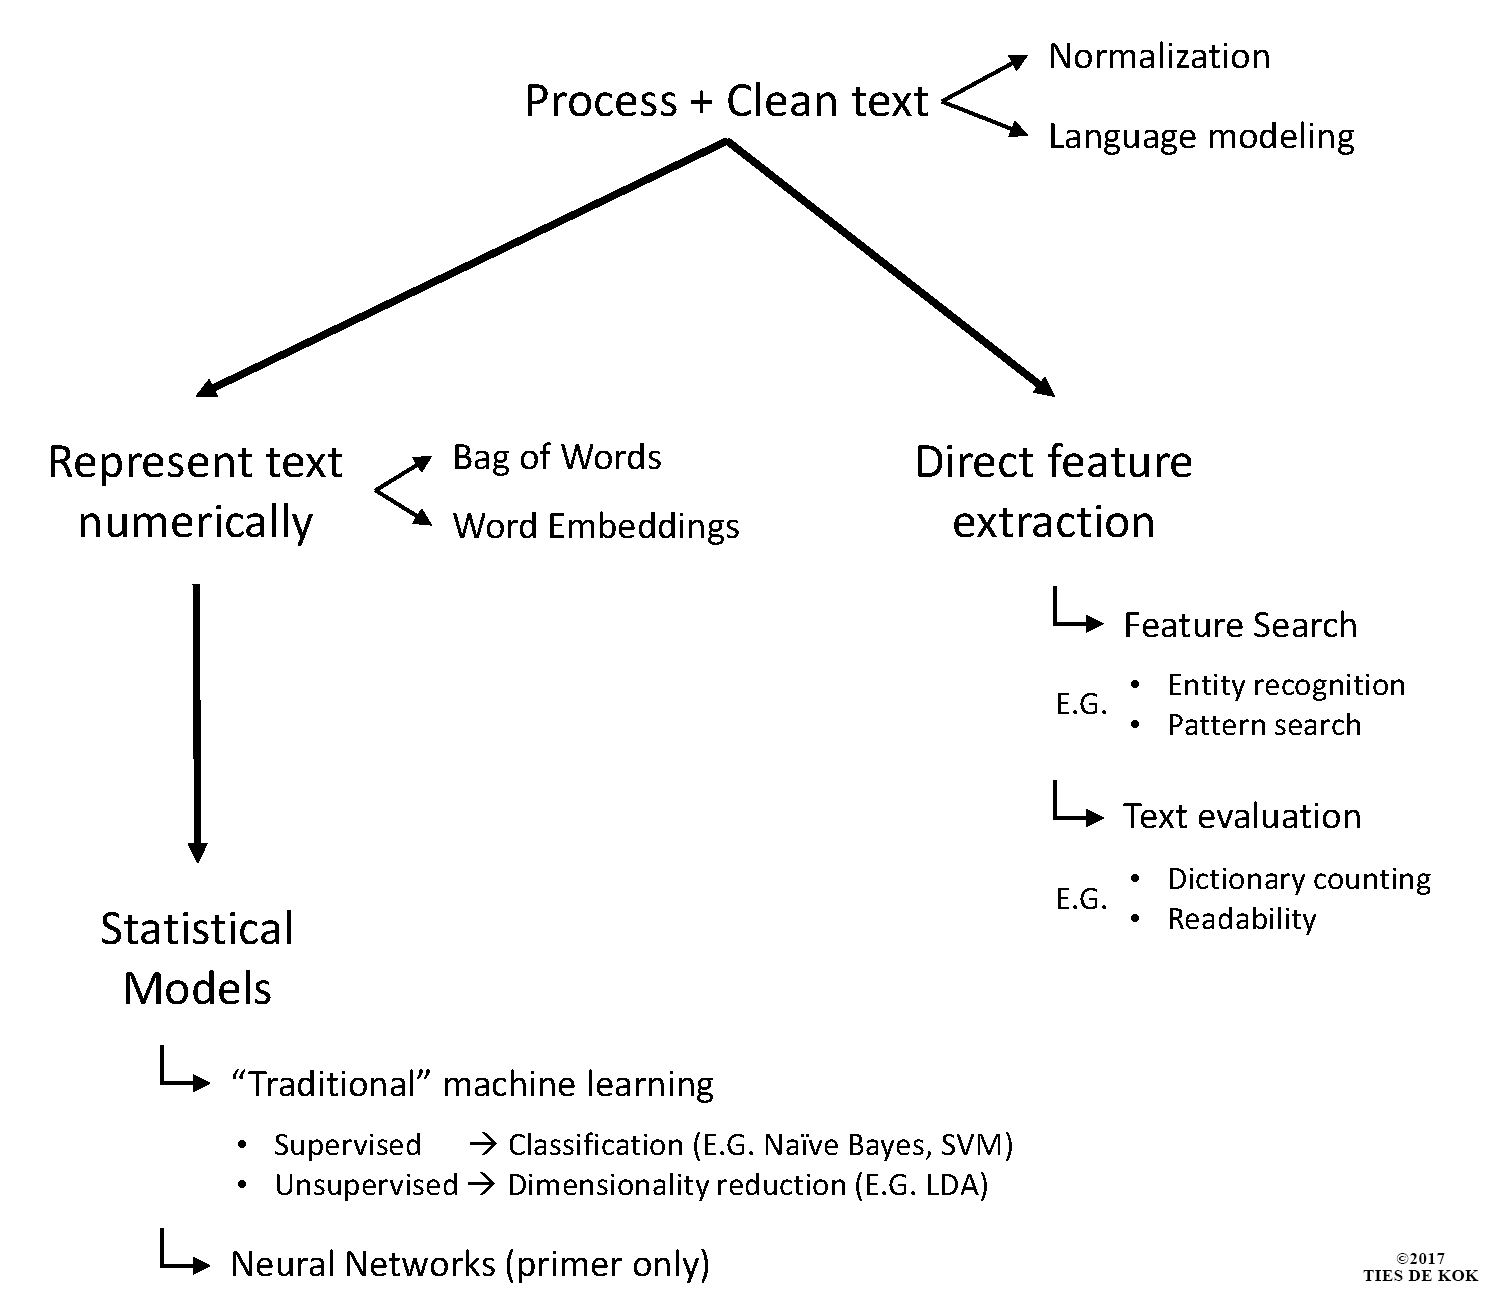 Process + Clean text
Normalization
Language modeling
Represent text
numerically
Bag of Words
Word Embeddings
Direct feature
extraction
Feature Search
E.G.
• Entity recognition
• Pattern search
Text evaluation
E.G.
• Dictionary counting
• Readability
Statistical
Models
“Traditional” machine learning
• Supervised → Classification (E.G. Naïve Bayes, SVM)
• Unsupervised → Dimensionality reduction (E.G. LDA)
Neural Networks (primer only)
©2017
TIES DE KOK